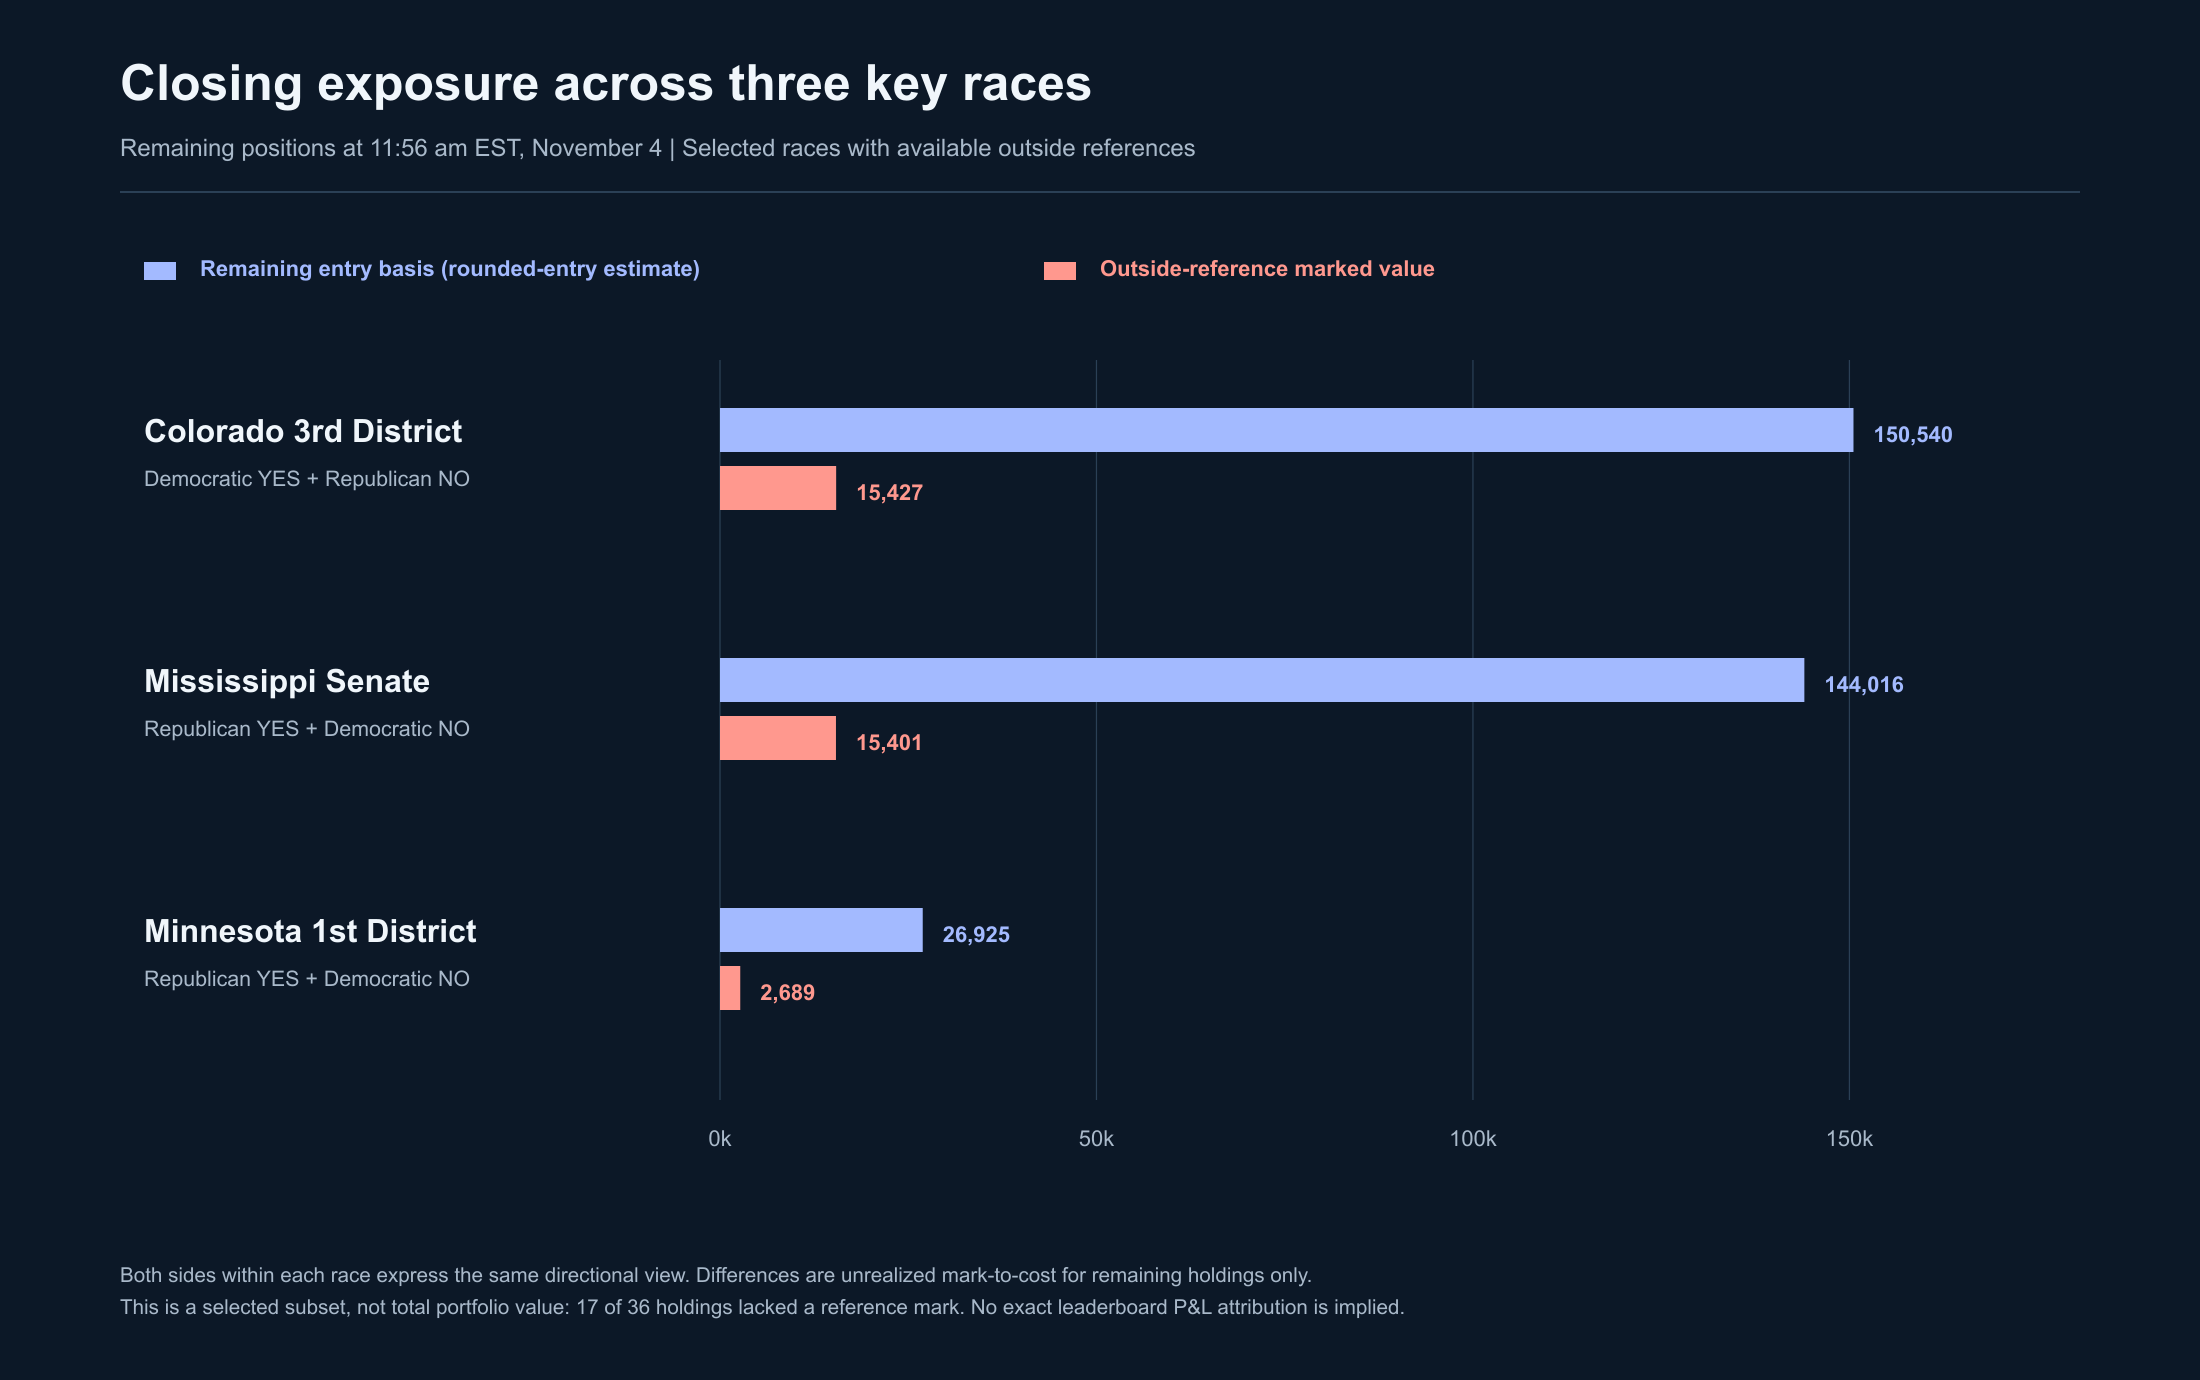 Closing exposure across three key races
Remaining positions at 11:56 am EST, November 4 | Selected races with available outside references
Remaining entry basis (rounded-entry estimate)
Outside-reference marked value
Colorado 3rd District
Democratic YES + Republican NO
150,540
15,427
Mississippi Senate
Republican YES + Democratic NO
144,016
15,401
Minnesota 1st District
Republican YES + Democratic NO
26,925
2,689
0k
50k
100k
150k
Both sides within each race express the same directional view. Differences are unrealized mark-to-cost for remaining holdings only.
This is a selected subset, not total portfolio value: 17 of 36 holdings lacked a reference mark. No exact leaderboard P&L attribution is implied.